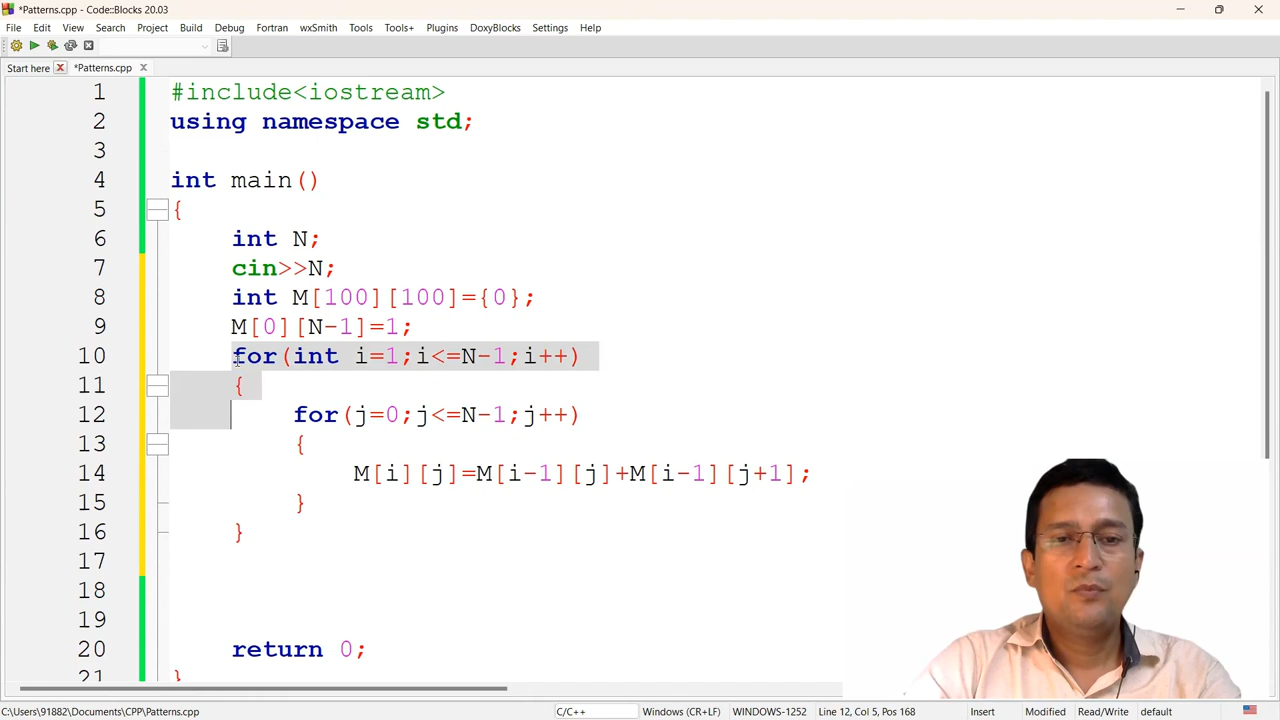 *Patterns.cpp - Code::Blocks 20.03
File Edit View Search Project Build Debug Fortran wxSmith Tools Tools+ Plugins DoxyBlocks Settings Help
Start here *Patterns.cpp
1 #include<iostream>
2 using namespace std;
3
4 int main()
5 {
6 int N;
7 cin>>N;
8 int M[100][100]={0};
9 M[0][N-1]=1;
10 for(int i=1;i<=N-1;i++)
11 {
12 for(j=0;j<=N-1;j++)
13 {
14 M[i][j]=M[i-1][j]+M[i-1][j+1];
15 }
16 }
17
18
19
20 return 0;
21 }
C:\Users\91882\Documents\CPP\Patterns.cpp C/C++ Windows (CR+LF) WINDOWS-1252 Line 12, Col 5, Pos 168 Insert Modified Read/Write default